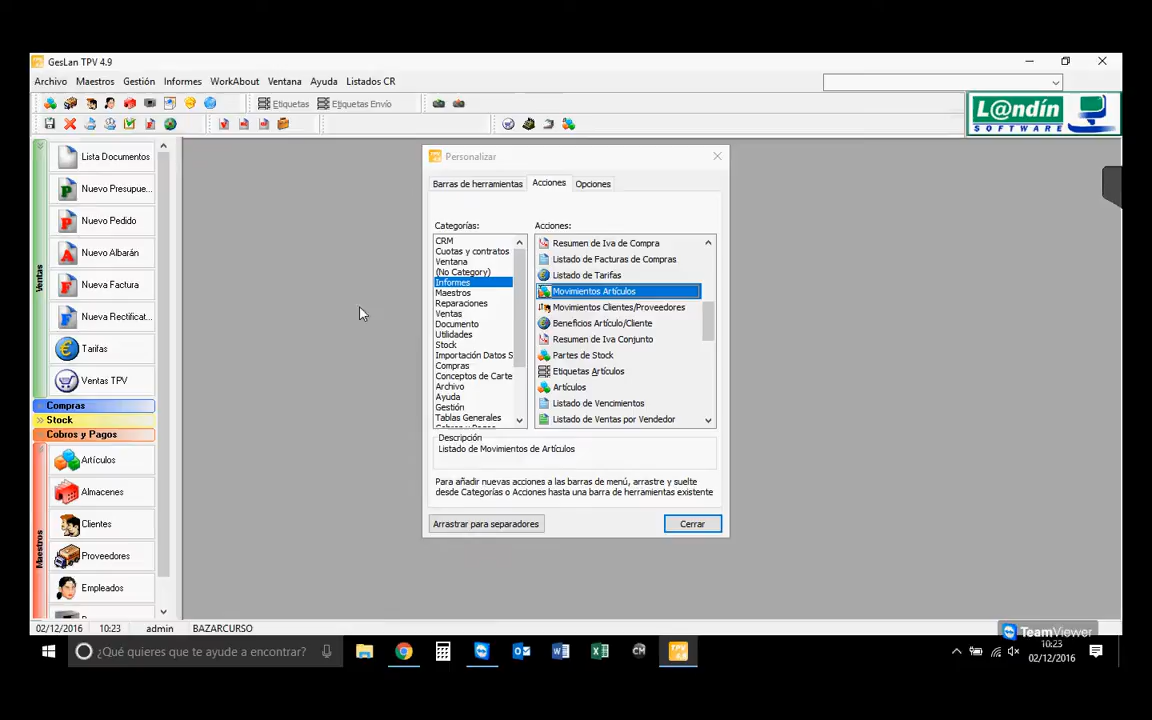 GesLan TPV 4.9
Archivo Maestros Gestión Informes WorkAbout Ventana Ayuda Listados CR
Etiquetas Etiquetas Envío
L@ndín
SOFTWARE
Ventas
Lista Documentos
Nuevo Presupue...
Nuevo Pedido
Nuevo Albarán
Nueva Factura
Nueva Rectificat...
Tarifas
Ventas TPV
Compras
Stock
Cobros y Pagos
Maestros
Artículos
Almacenes
Clientes
Proveedores
Empleados
Personalizar
Barras de herramientas Acciones Opciones
Categorías:
CRM
Cuotas y contratos
Ventana
(No Category)
Informes
Maestros
Reparaciones
Ventas
Documento
Utilidades
Stock
Importación Datos S
Compras
Conceptos de Carte
Archivo
Ayuda
Gestión
Tablas Generales
Cobros y Pagos
Acciones:
Resumen de Iva de Compra
Listado de Facturas de Compras
Listado de Tarifas
Movimientos Artículos
Movimientos Clientes/Proveedores
Beneficios Artículo/Cliente
Resumen de Iva Conjunto
Partes de Stock
Etiquetas Artículos
Artículos
Listado de Vencimientos
Listado de Ventas por Vendedor
Descripción
Listado de Movimientos de Artículos
Para añadir nuevas acciones a las barras de menú, arrastre y suelte
desde Categorías o Acciones hasta una barra de herramientas existente
Arrastrar para separadores Cerrar
02/12/2016 10:23 admin BAZARCURSO
TeamViewer
¿Qué quieres que te ayude a encontrar?
TPV
4.9
10:23
02/12/2016